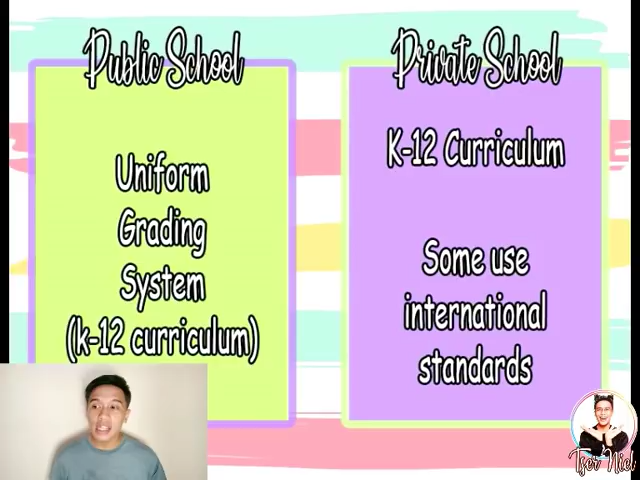 Public School
Uniform
Grading
System
(k-12 curriculum)
Private School
K-12 Curriculum
Some use
international
standards
Tser Niel